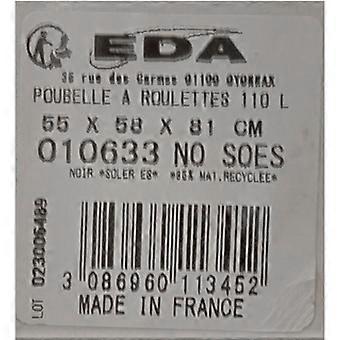 EDA
36 rue des Carmes 01100 OYONNAX
POUBELLE A ROULETTES 110 L
55 X 58 X 81 CM
010633 NO SOES
NOIR *SOLER ES* *86% MAT.RECYCLEE*
LOT 023006489
3 086960 113452
MADE IN FRANCE